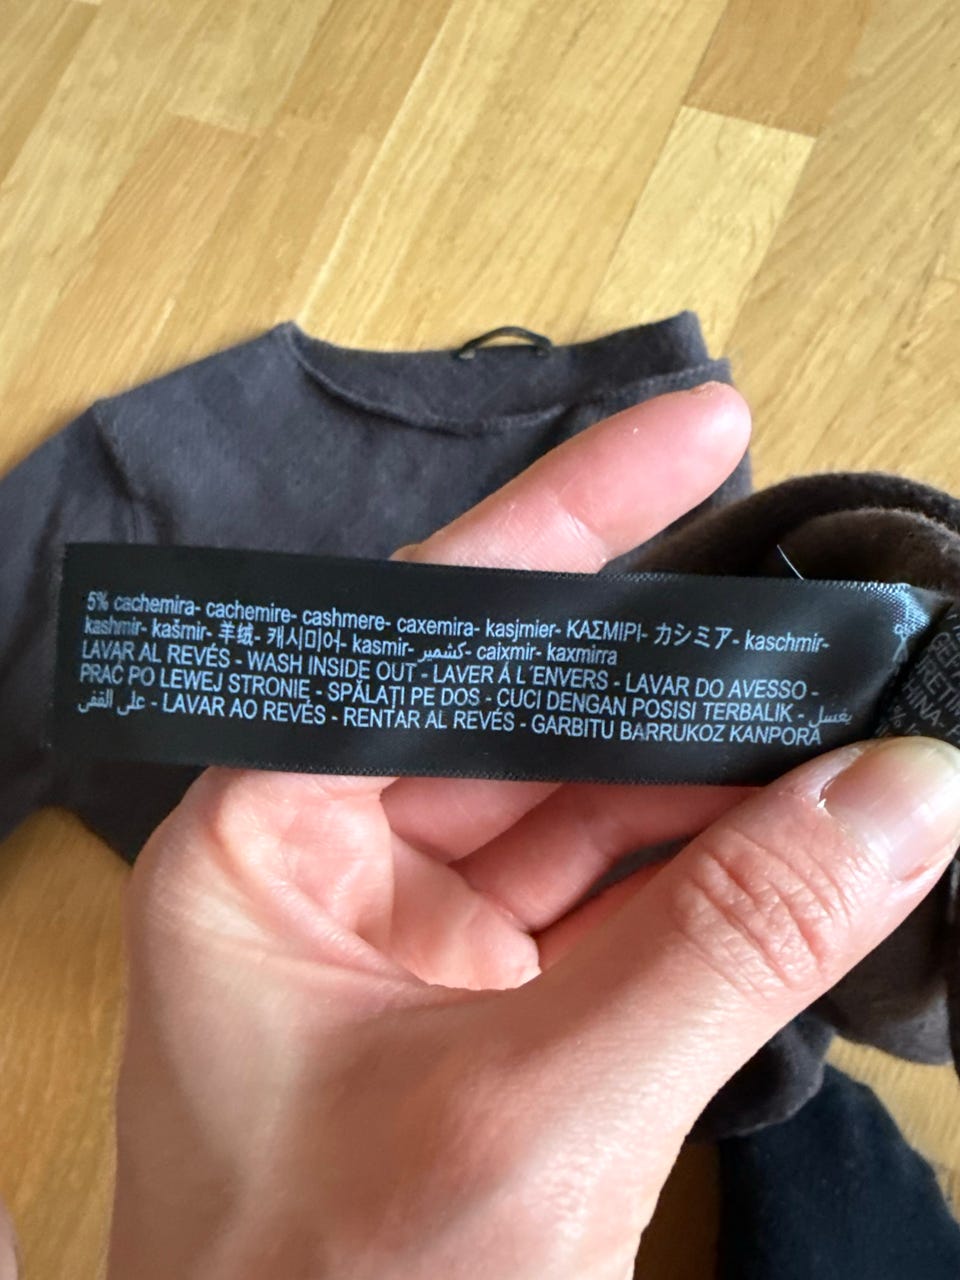 5% cachemira- cachemire- cashmere- caxemira- kasjmier- ΚΑΣΜΙΡΙ- カシミア- kaschmir-
kashmir- kašmir- 羊绒- 캐시미어- kasmir- كشمير- caixmir- kaxmirra
LAVAR AL REVÉS - WASH INSIDE OUT - LAVER Á L´ENVERS - LAVAR DO AVESSO -
PRAĆ PO LEWEJ STRONIE - SPĂLAȚI PE DOS - CUCI DENGAN POSISI TERBALIK - يغسل
على القفى - LAVAR AO REVÉS - RENTAR AL REVÉS - GARBITU BARRUKOZ KANPORA